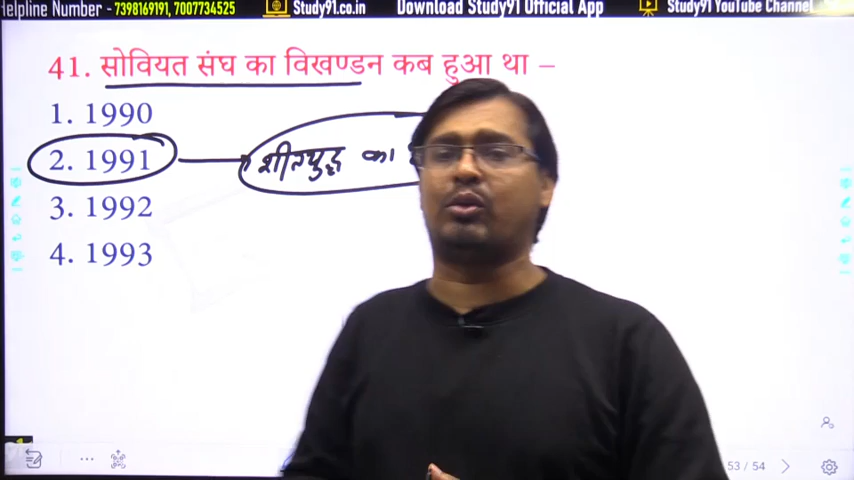 Helpline Number - 7398169191, 7007734525 Study91.co.in Download Study91 Official App Study91 YouTube Channel
41. सोवियत संघ का विखण्डन कब हुआ था –
1. 1990
2. 1991 शीतयुद्ध का
3. 1992
4. 1993
53 / 54